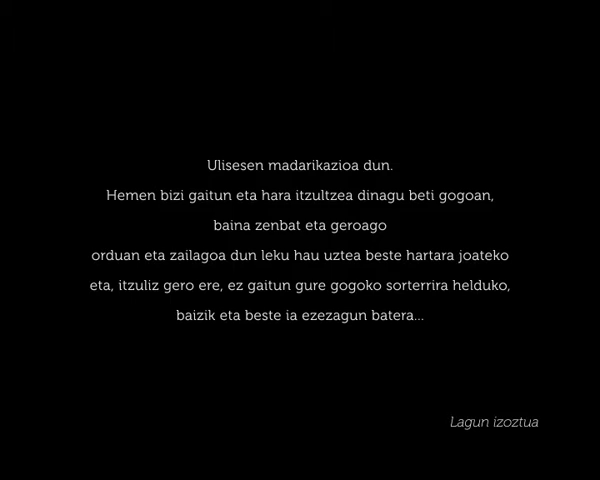 Ulisesen madarikazioa dun.
Hemen bizi gaitun eta hara itzultzea dinagu beti gogoan,
baina zenbat eta geroago
orduan eta zailagoa dun leku hau uztea beste hartara joateko
eta, itzuliz gero ere, ez gaitun gure gogoko sorterrira helduko,
baizik eta beste ia ezezagun batera...
Lagun izoztua